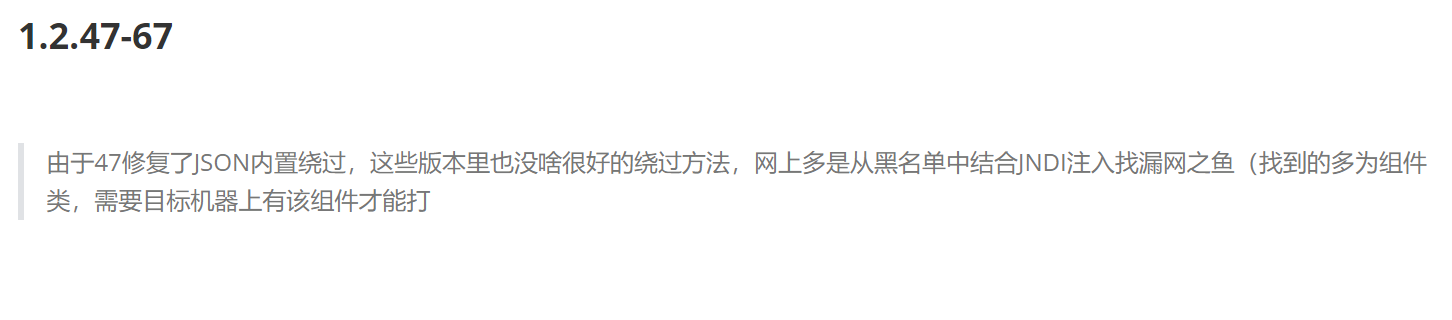 1.2.47-67
由于47修复了JSON内置绕过，这些版本里也没啥很好的绕过方法，网上多是从黑名单中结合JNDI注入找漏网之鱼（找到的多为组件
类，需要目标机器上有该组件才能打